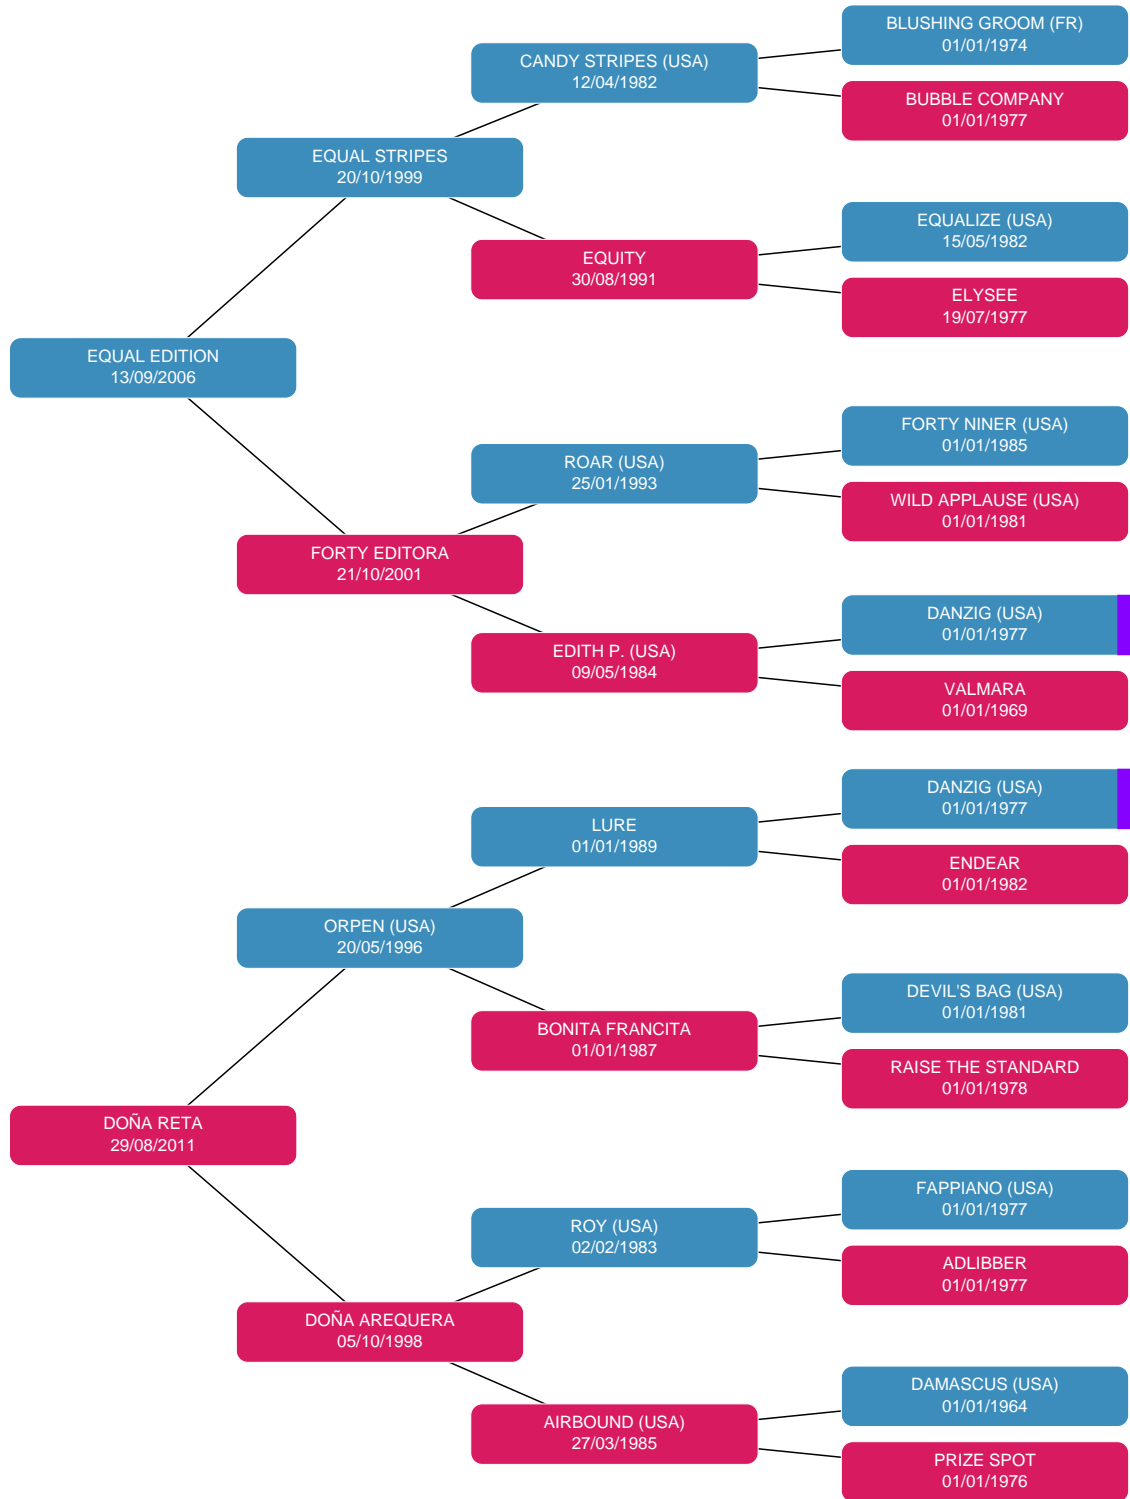 BLUSHING GROOM (FR)
01/01/1974
CANDY STRIPES (USA)
12/04/1982
BUBBLE COMPANY
01/01/1977
EQUAL STRIPES
20/10/1999
EQUALIZE (USA)
15/05/1982
EQUITY
30/08/1991
ELYSEE
19/07/1977
EQUAL EDITION
13/09/2006
FORTY NINER (USA)
01/01/1985
ROAR (USA)
25/01/1993
WILD APPLAUSE (USA)
01/01/1981
FORTY EDITORA
21/10/2001
DANZIG (USA)
01/01/1977
EDITH P. (USA)
09/05/1984
VALMARA
01/01/1969
DANZIG (USA)
01/01/1977
LURE
01/01/1989
ENDEAR
01/01/1982
ORPEN (USA)
20/05/1996
DEVIL'S BAG (USA)
01/01/1981
BONITA FRANCITA
01/01/1987
RAISE THE STANDARD
01/01/1978
DOÑA RETA
29/08/2011
FAPPIANO (USA)
01/01/1977
ROY (USA)
02/02/1983
ADLIBBER
01/01/1977
DOÑA AREQUERA
05/10/1998
DAMASCUS (USA)
01/01/1964
AIRBOUND (USA)
27/03/1985
PRIZE SPOT
01/01/1976